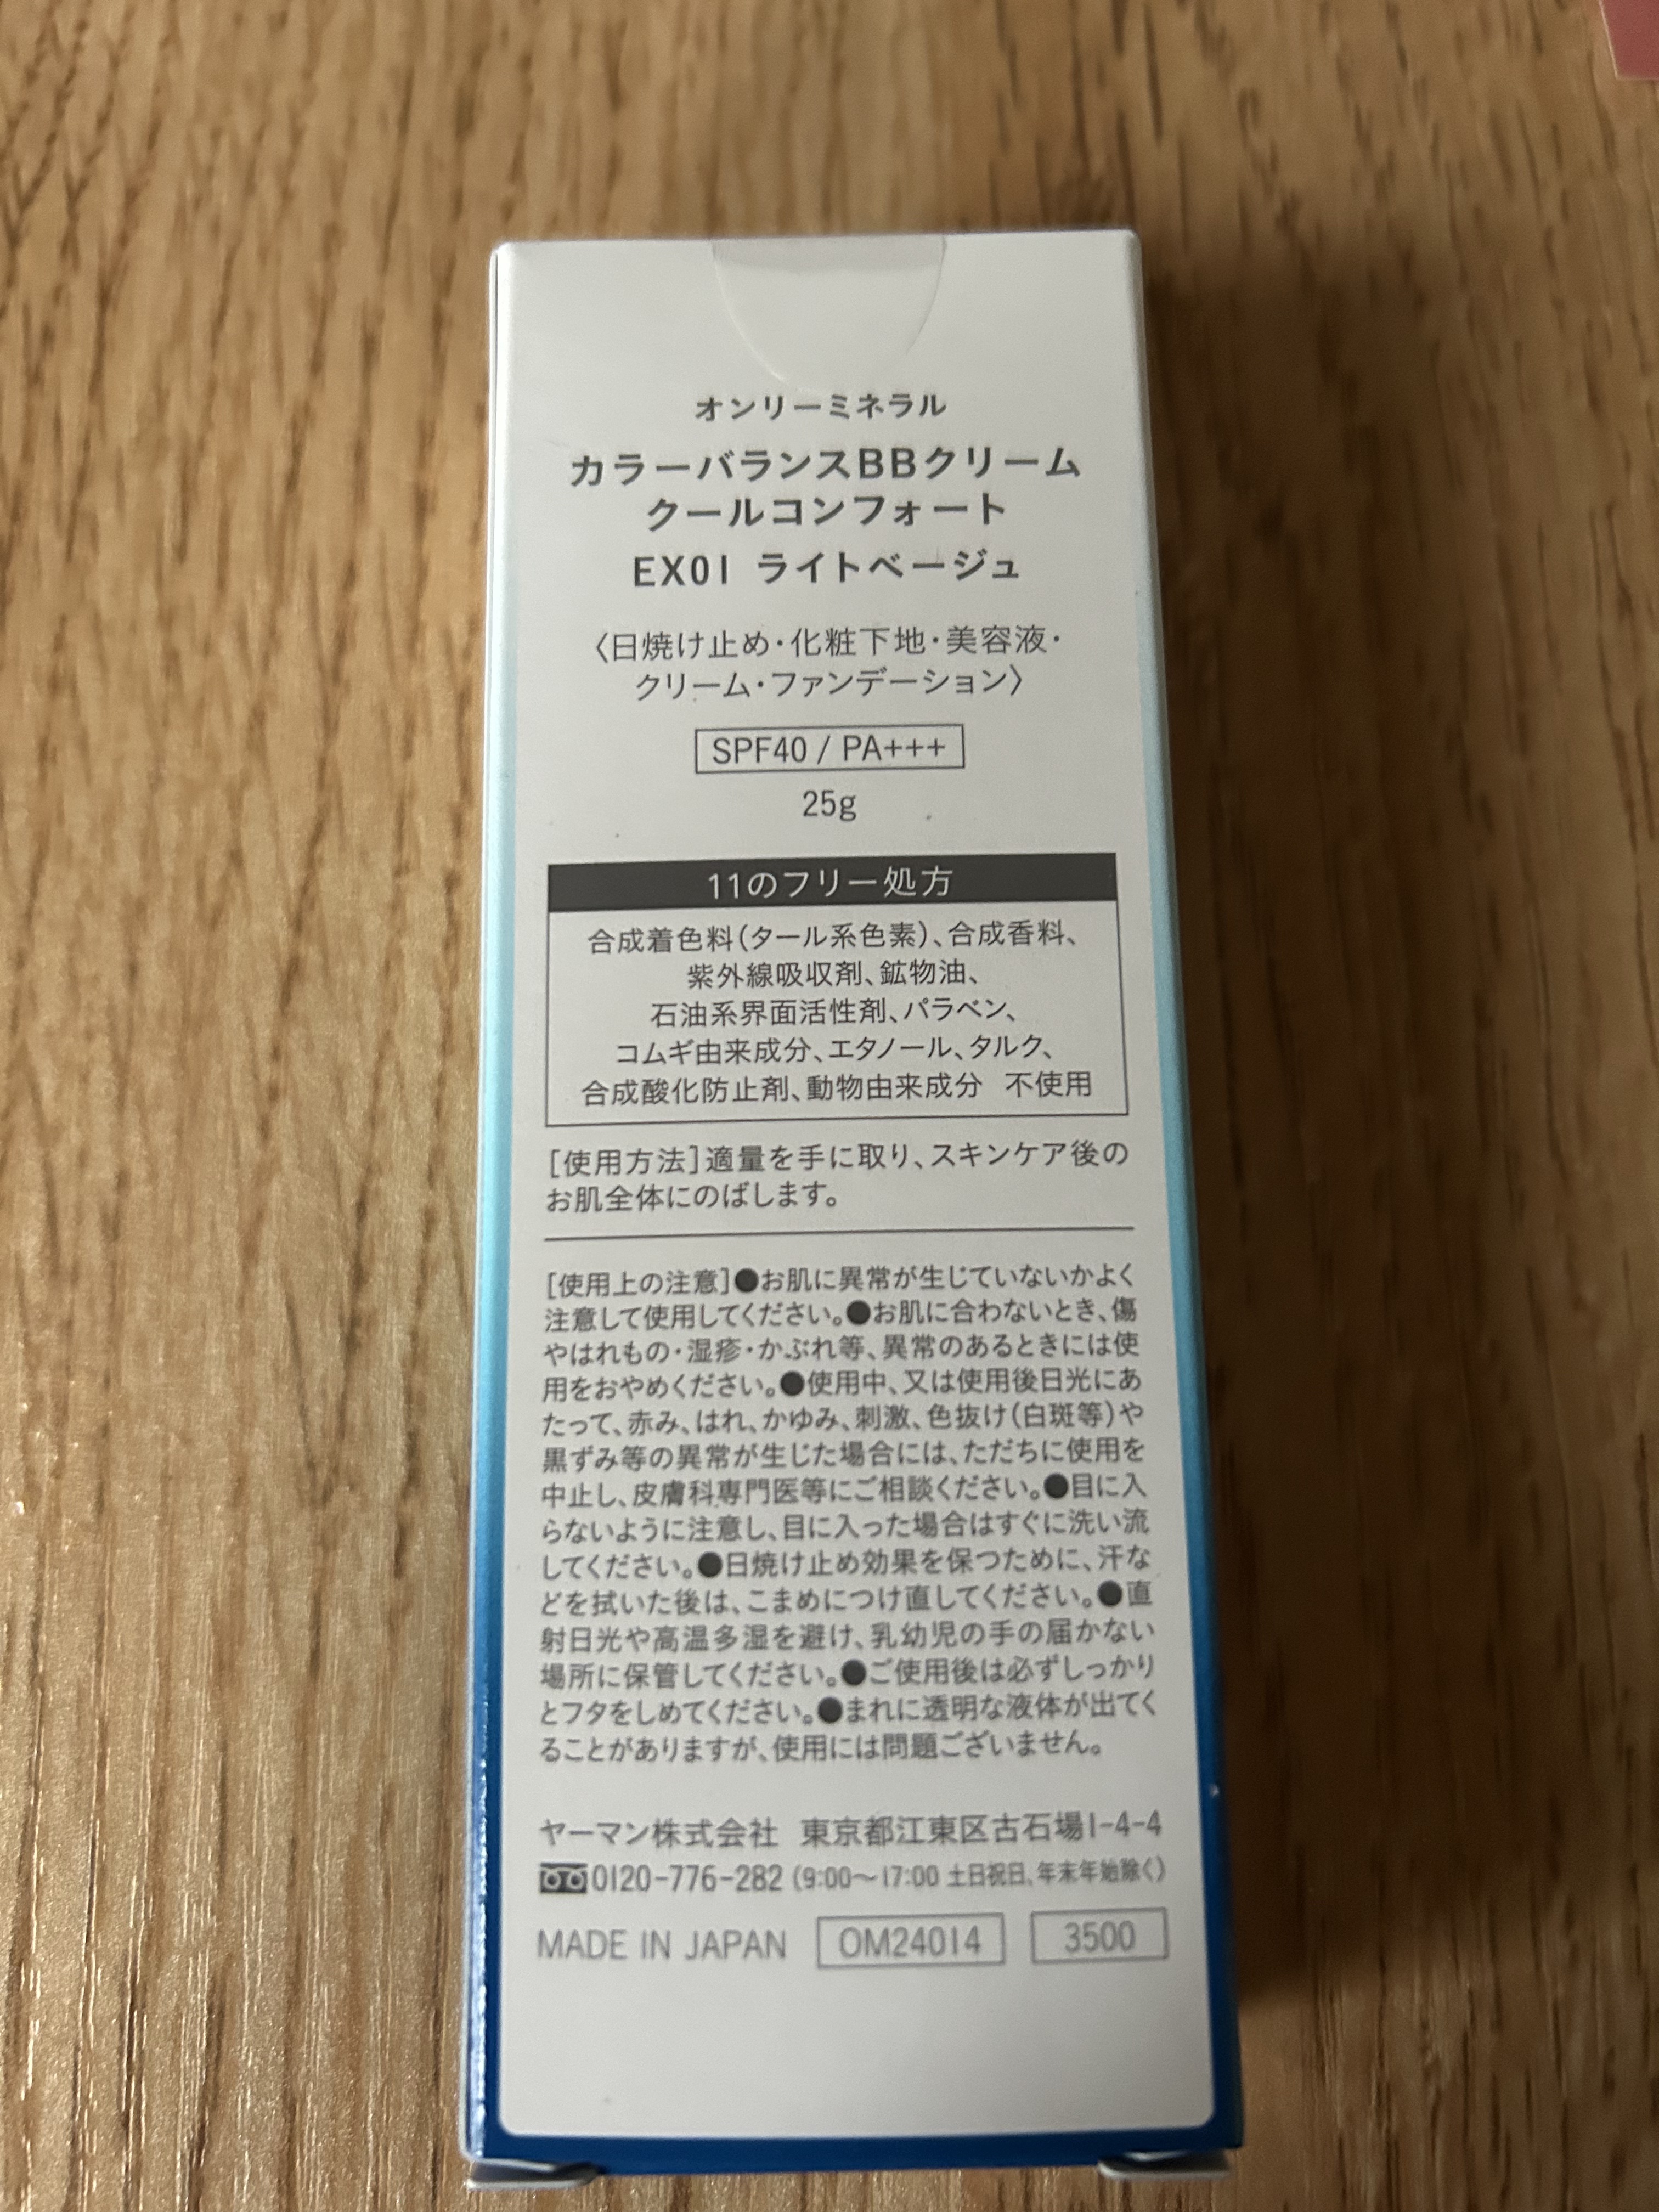 オンリーミネラル
カラーバランスBBクリーム
クールコンフォート
EX01 ライトベージュ
〈日焼け止め・化粧下地・美容液・
クリーム・ファンデーション〉
SPF40 / PA+++
25g
11のフリー処方
合成着色料(タール系色素)、合成香料、
紫外線吸収剤、鉱物油、
石油系界面活性剤、パラベン、
コムギ由来成分、エタノール、タルク、
合成酸化防止剤、動物由来成分 不使用
[使用方法]適量を手に取り、スキンケア後の
お肌全体にのばします。
[使用上の注意]●お肌に異常が生じていないかよく
注意して使用してください。●お肌に合わないとき、傷
やはれもの・湿疹・かぶれ等、異常のあるときには使
用をおやめください。●使用中、又は使用後日光にあ
たって、赤み、はれ、かゆみ、刺激、色抜け(白斑等)や
黒ずみ等の異常が生じた場合には、ただちに使用を
中止し、皮膚科専門医等にご相談ください。●目に入
らないように注意し、目に入った場合はすぐに洗い流
してください。●日焼け止め効果を保つために、汗な
どを拭いた後は、こまめにつけ直してください。●直
射日光や高温多湿を避け、乳幼児の手の届かない
場所に保管してください。●ご使用後は必ずしっかり
とフタをしめてください。●まれに透明な液体が出てく
ることがありますが、使用には問題ございません。
ヤーマン株式会社 東京都江東区古石場1-4-4
0120-776-282 (9:00〜17:00 土日祝日、年末年始除く)
MADE IN JAPAN OM24014 3500